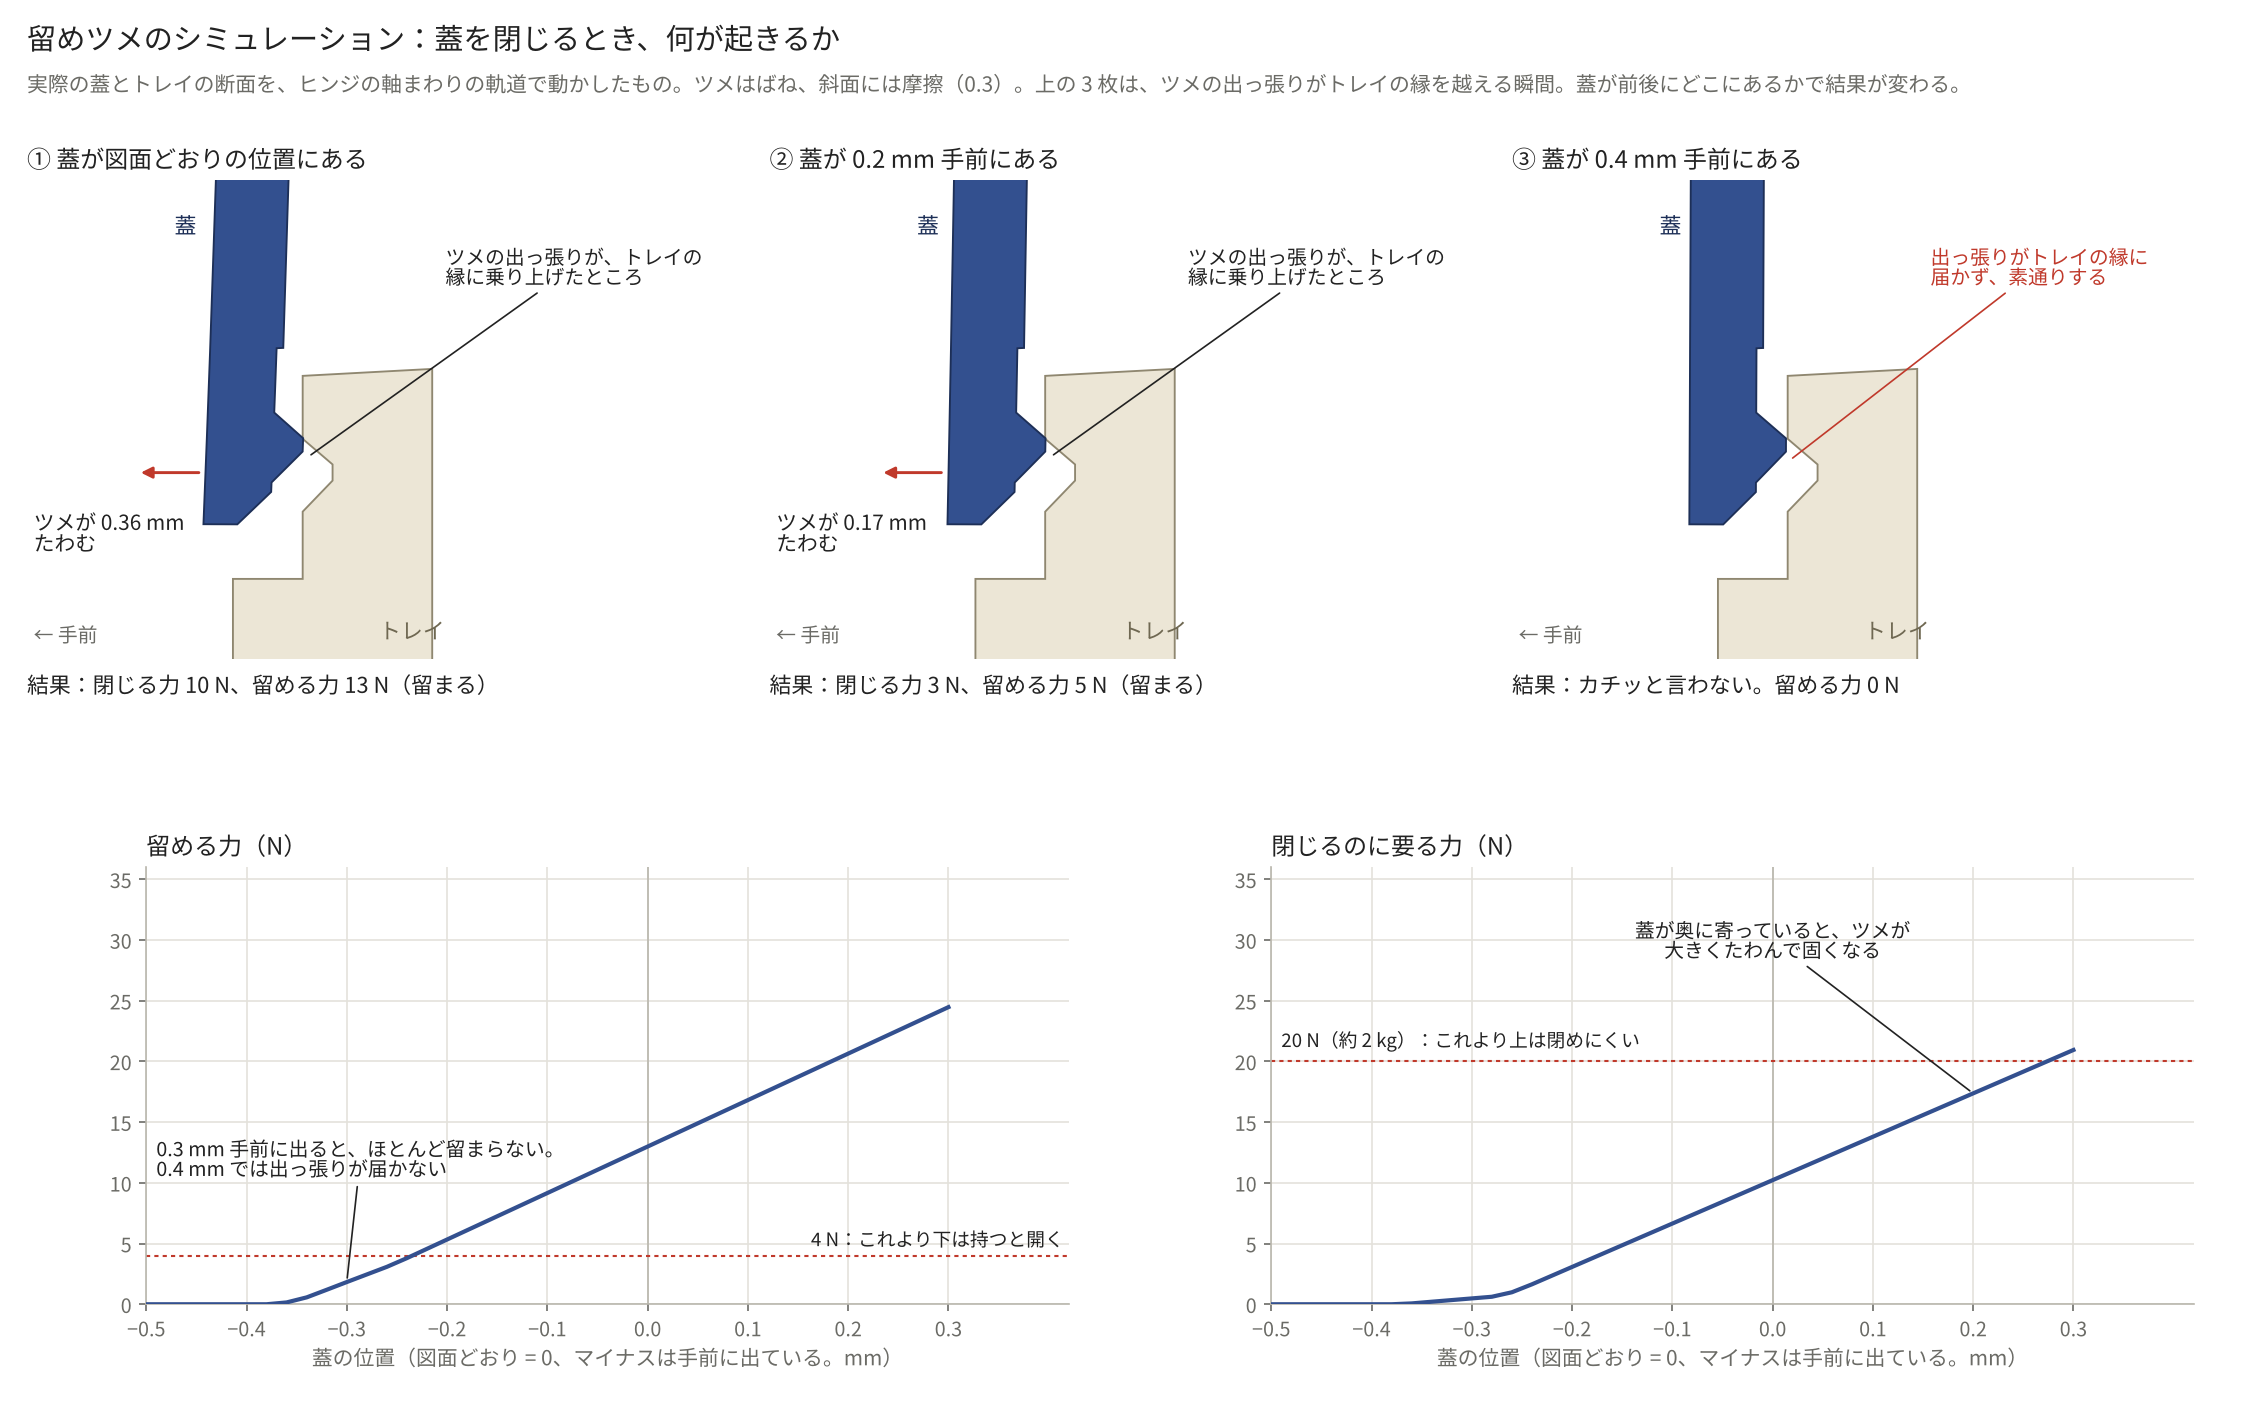 留めツメのシミュレーション：蓋を閉じるとき、何が起きるか
実際の蓋とトレイの断面を、ヒンジの軸まわりの軌道で動かしたもの。ツメはばね、斜面には摩擦（0.3）。上の 3 枚は、ツメの出っ張りがトレイの縁を越える瞬間。蓋が前後にどこにあるかで結果が変わる。
① 蓋が図面どおりの位置にある
蓋
ツメの出っ張りが、トレイの
縁に乗り上げたところ
ツメが 0.36 mm
たわむ
← 手前
トレイ
結果：閉じる力 10 N、留める力 13 N（留まる）
② 蓋が 0.2 mm 手前にある
蓋
ツメの出っ張りが、トレイの
縁に乗り上げたところ
ツメが 0.17 mm
たわむ
← 手前
トレイ
結果：閉じる力 3 N、留める力 5 N（留まる）
③ 蓋が 0.4 mm 手前にある
蓋
出っ張りがトレイの縁に
届かず、素通りする
← 手前
トレイ
結果：カチッと言わない。留める力 0 N
留める力（N）
35
30
25
20
15
10
5
0
0.3 mm 手前に出ると、ほとんど留まらない。
0.4 mm では出っ張りが届かない
4 N：これより下は持つと開く
−0.5 −0.4 −0.3 −0.2 −0.1 0.0 0.1 0.2 0.3
蓋の位置（図面どおり = 0、マイナスは手前に出ている。mm）
閉じるのに要る力（N）
35
30
25
20
15
10
5
0
蓋が奥に寄っていると、ツメが
大きくたわんで固くなる
20 N（約 2 kg）：これより上は閉めにくい
−0.5 −0.4 −0.3 −0.2 −0.1 0.0 0.1 0.2 0.3
蓋の位置（図面どおり = 0、マイナスは手前に出ている。mm）